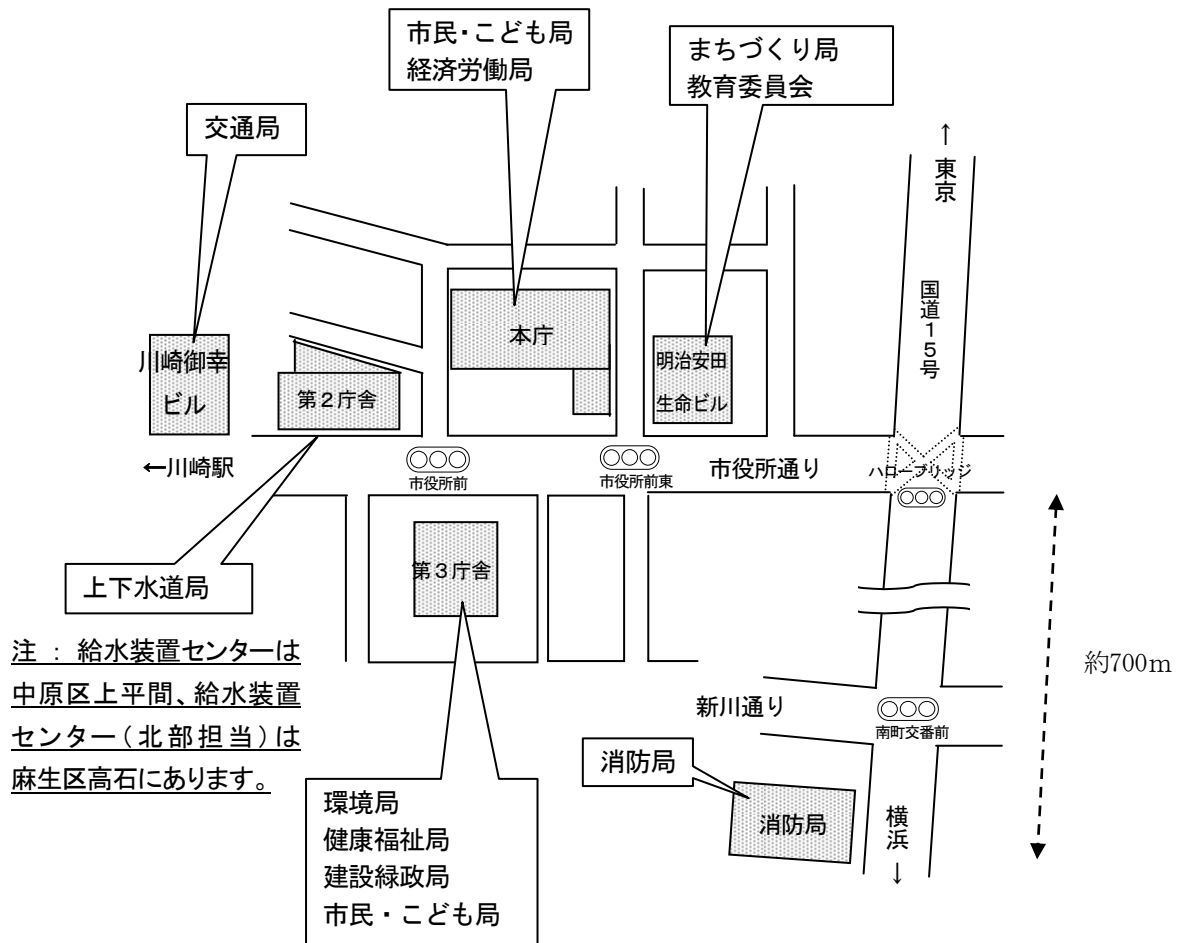 市民・こども局
経済労働局
まちづくり局
教育委員会
交通局
↑
東京
国道15号
本庁
川崎御幸
ビル
第2庁舎
明治安田
生命ビル
←川崎駅
市役所前
市役所前東
市役所通り
ハローブリッジ
第3庁舎
上下水道局
注 : 給水装置センターは
中原区上平間、給水装置
センター(北部担当)は
麻生区高石にあります。
約700m
新川通り
南町交番前
消防局
消防局
横浜
↓
環境局
健康福祉局
建設緑政局
市民・こども局